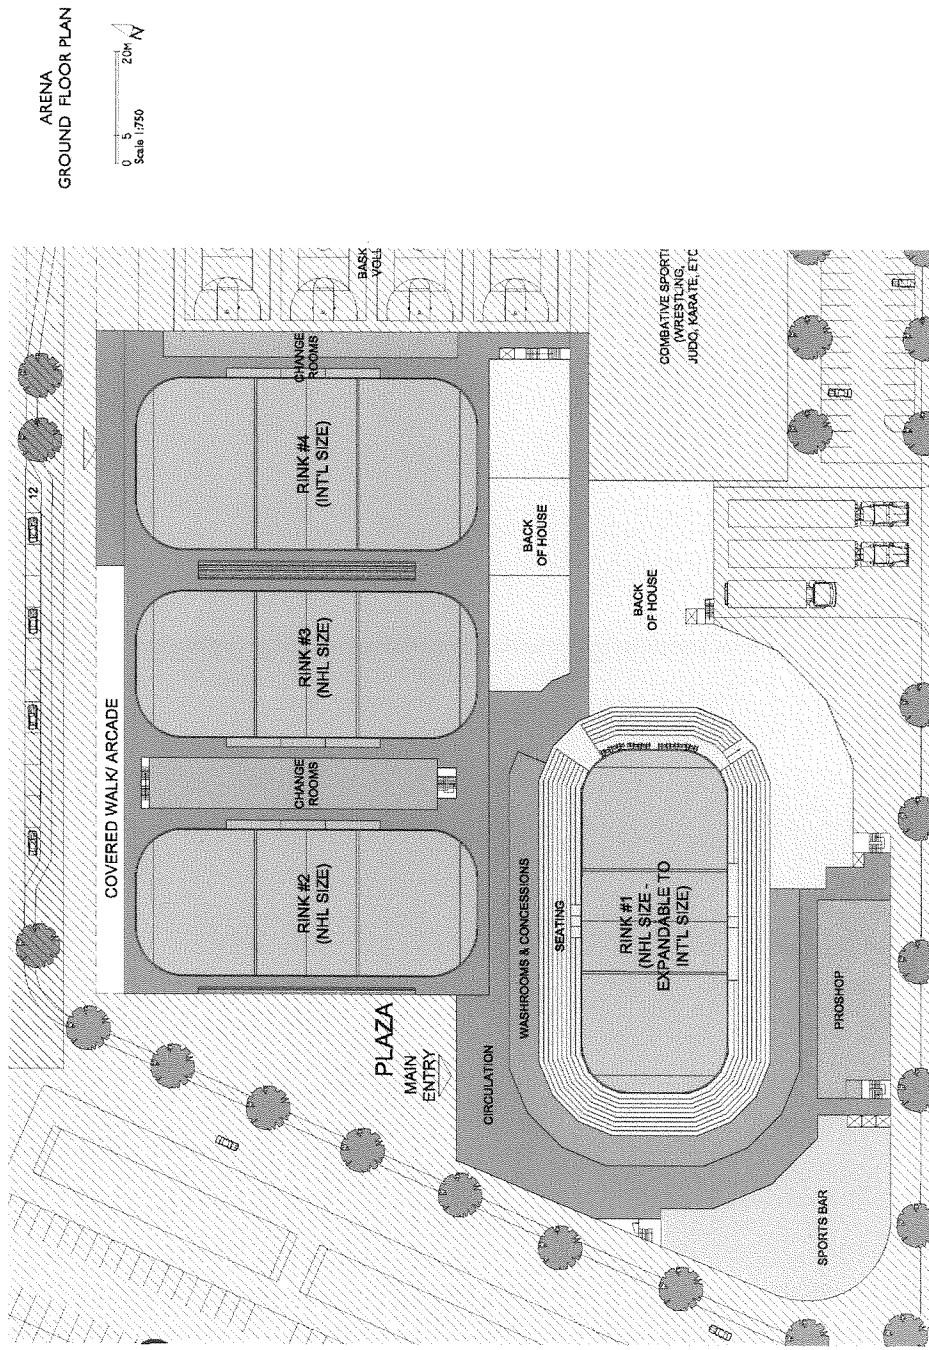 ARENA
GROUND FLOOR PLAN
0 5 20M
N
Scale 1:750
12
COVERED WALK/ ARCADE
CHANGE
ROOMS
RINK #4
(INT'L SIZE)
RINK #3
(NHL SIZE)
CHANGE
ROOMS
RINK #2
(NHL SIZE)
BASK
VOLL
COMBATIVE SPORT
(WRESTLING,
JUDO, KARATE, ETC
BACK
OF HOUSE
BACK
OF HOUSE
PLAZA
MAIN
ENTRY
CIRCULATION
WASHROOMS & CONCESSIONS
SEATING
RINK #1
(NHL SIZE -
EXPANDABLE TO
INT'L SIZE)
PROSHOP
SPORTS BAR